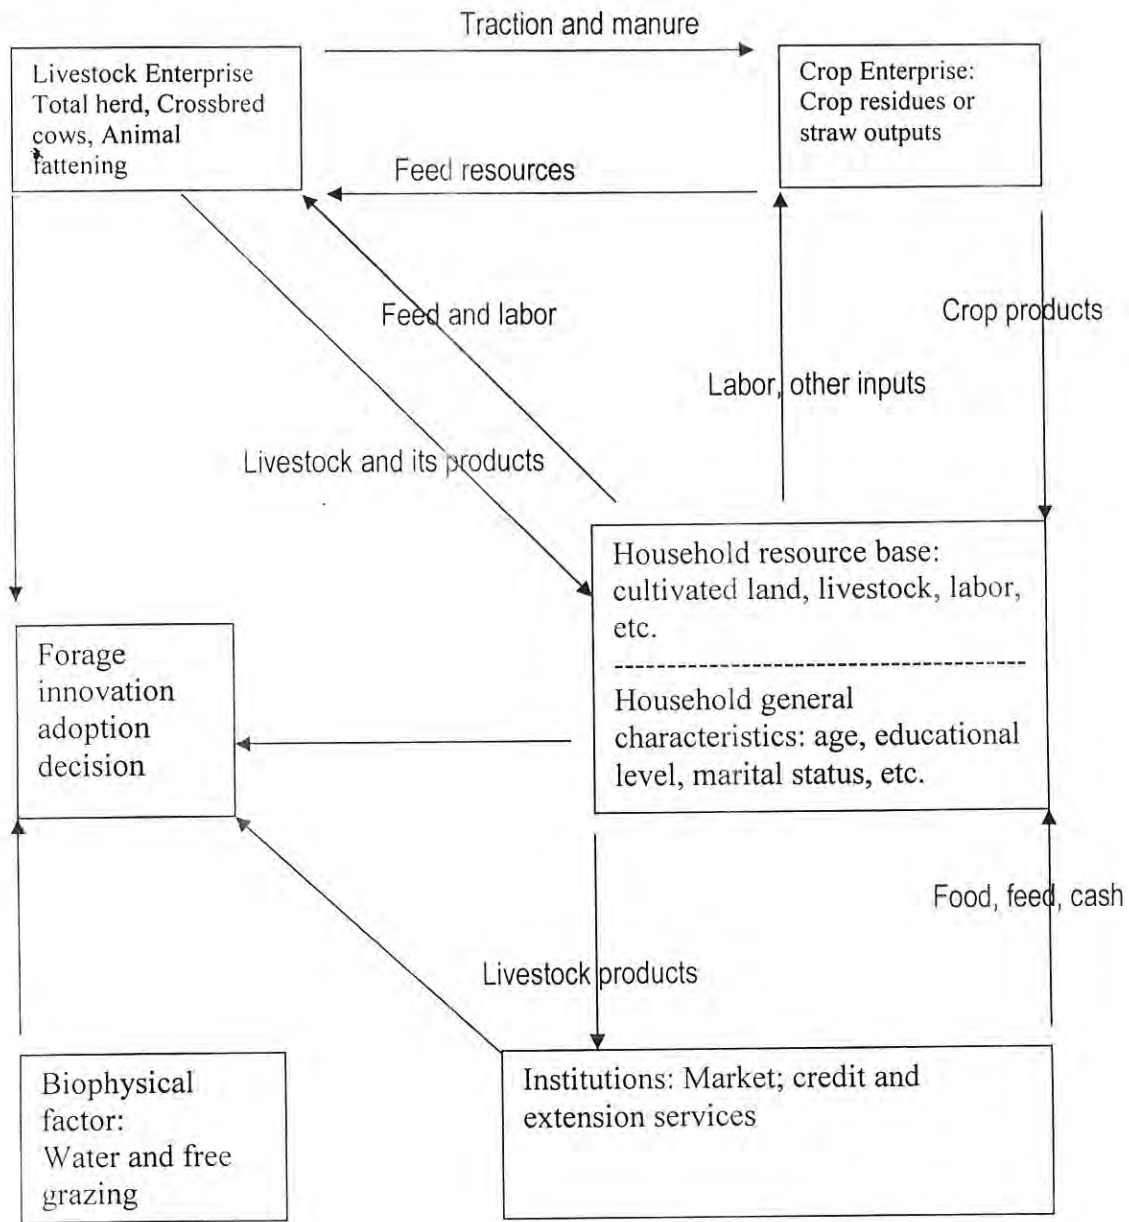 Traction and manure
Livestock Enterprise
Total herd, Crossbred
cows, Animal
fattening
Crop Enterprise:
Crop residues or
straw outputs
Feed resources
Feed and labor
Crop products
Labor, other inputs
Livestock and its products
Household resource base:
cultivated land, livestock, labor,
etc.
Household general
characteristics: age, educational
level, marital status, etc.
Forage
innovation
adoption
decision
Food, feed, cash
Livestock products
Biophysical
factor:
Water and free
grazing
Institutions: Market; credit and
extension services